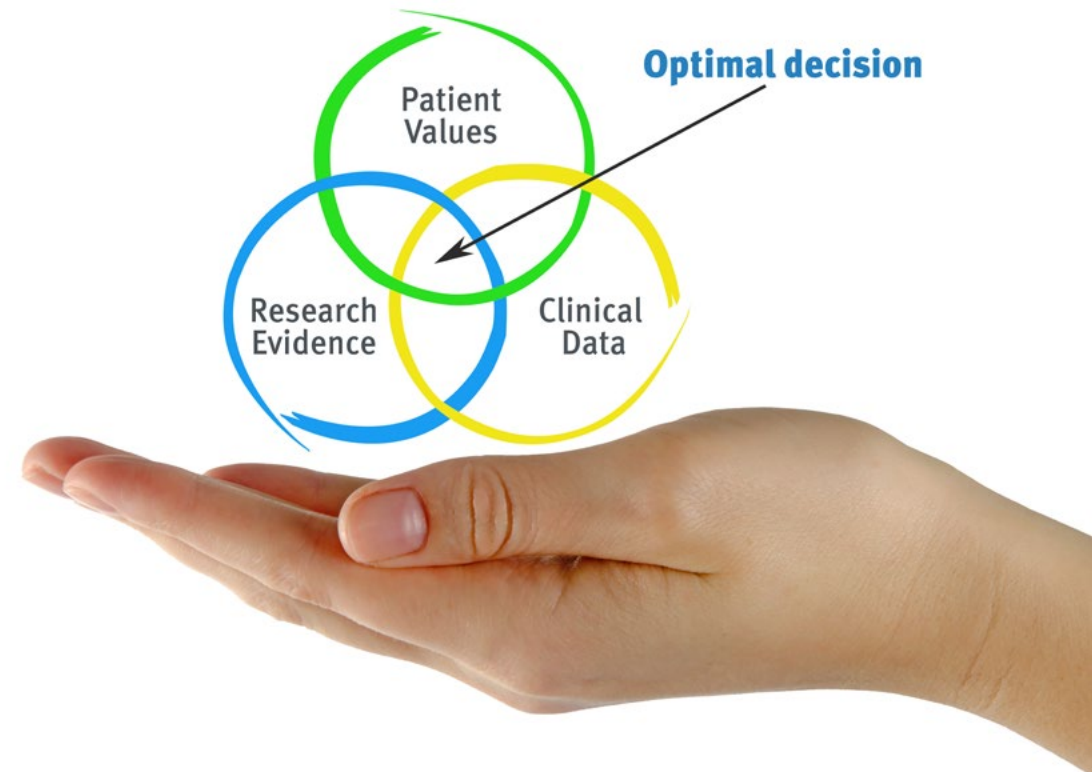 Optimal decision
Patient
Values
Research
Evidence
Clinical
Data